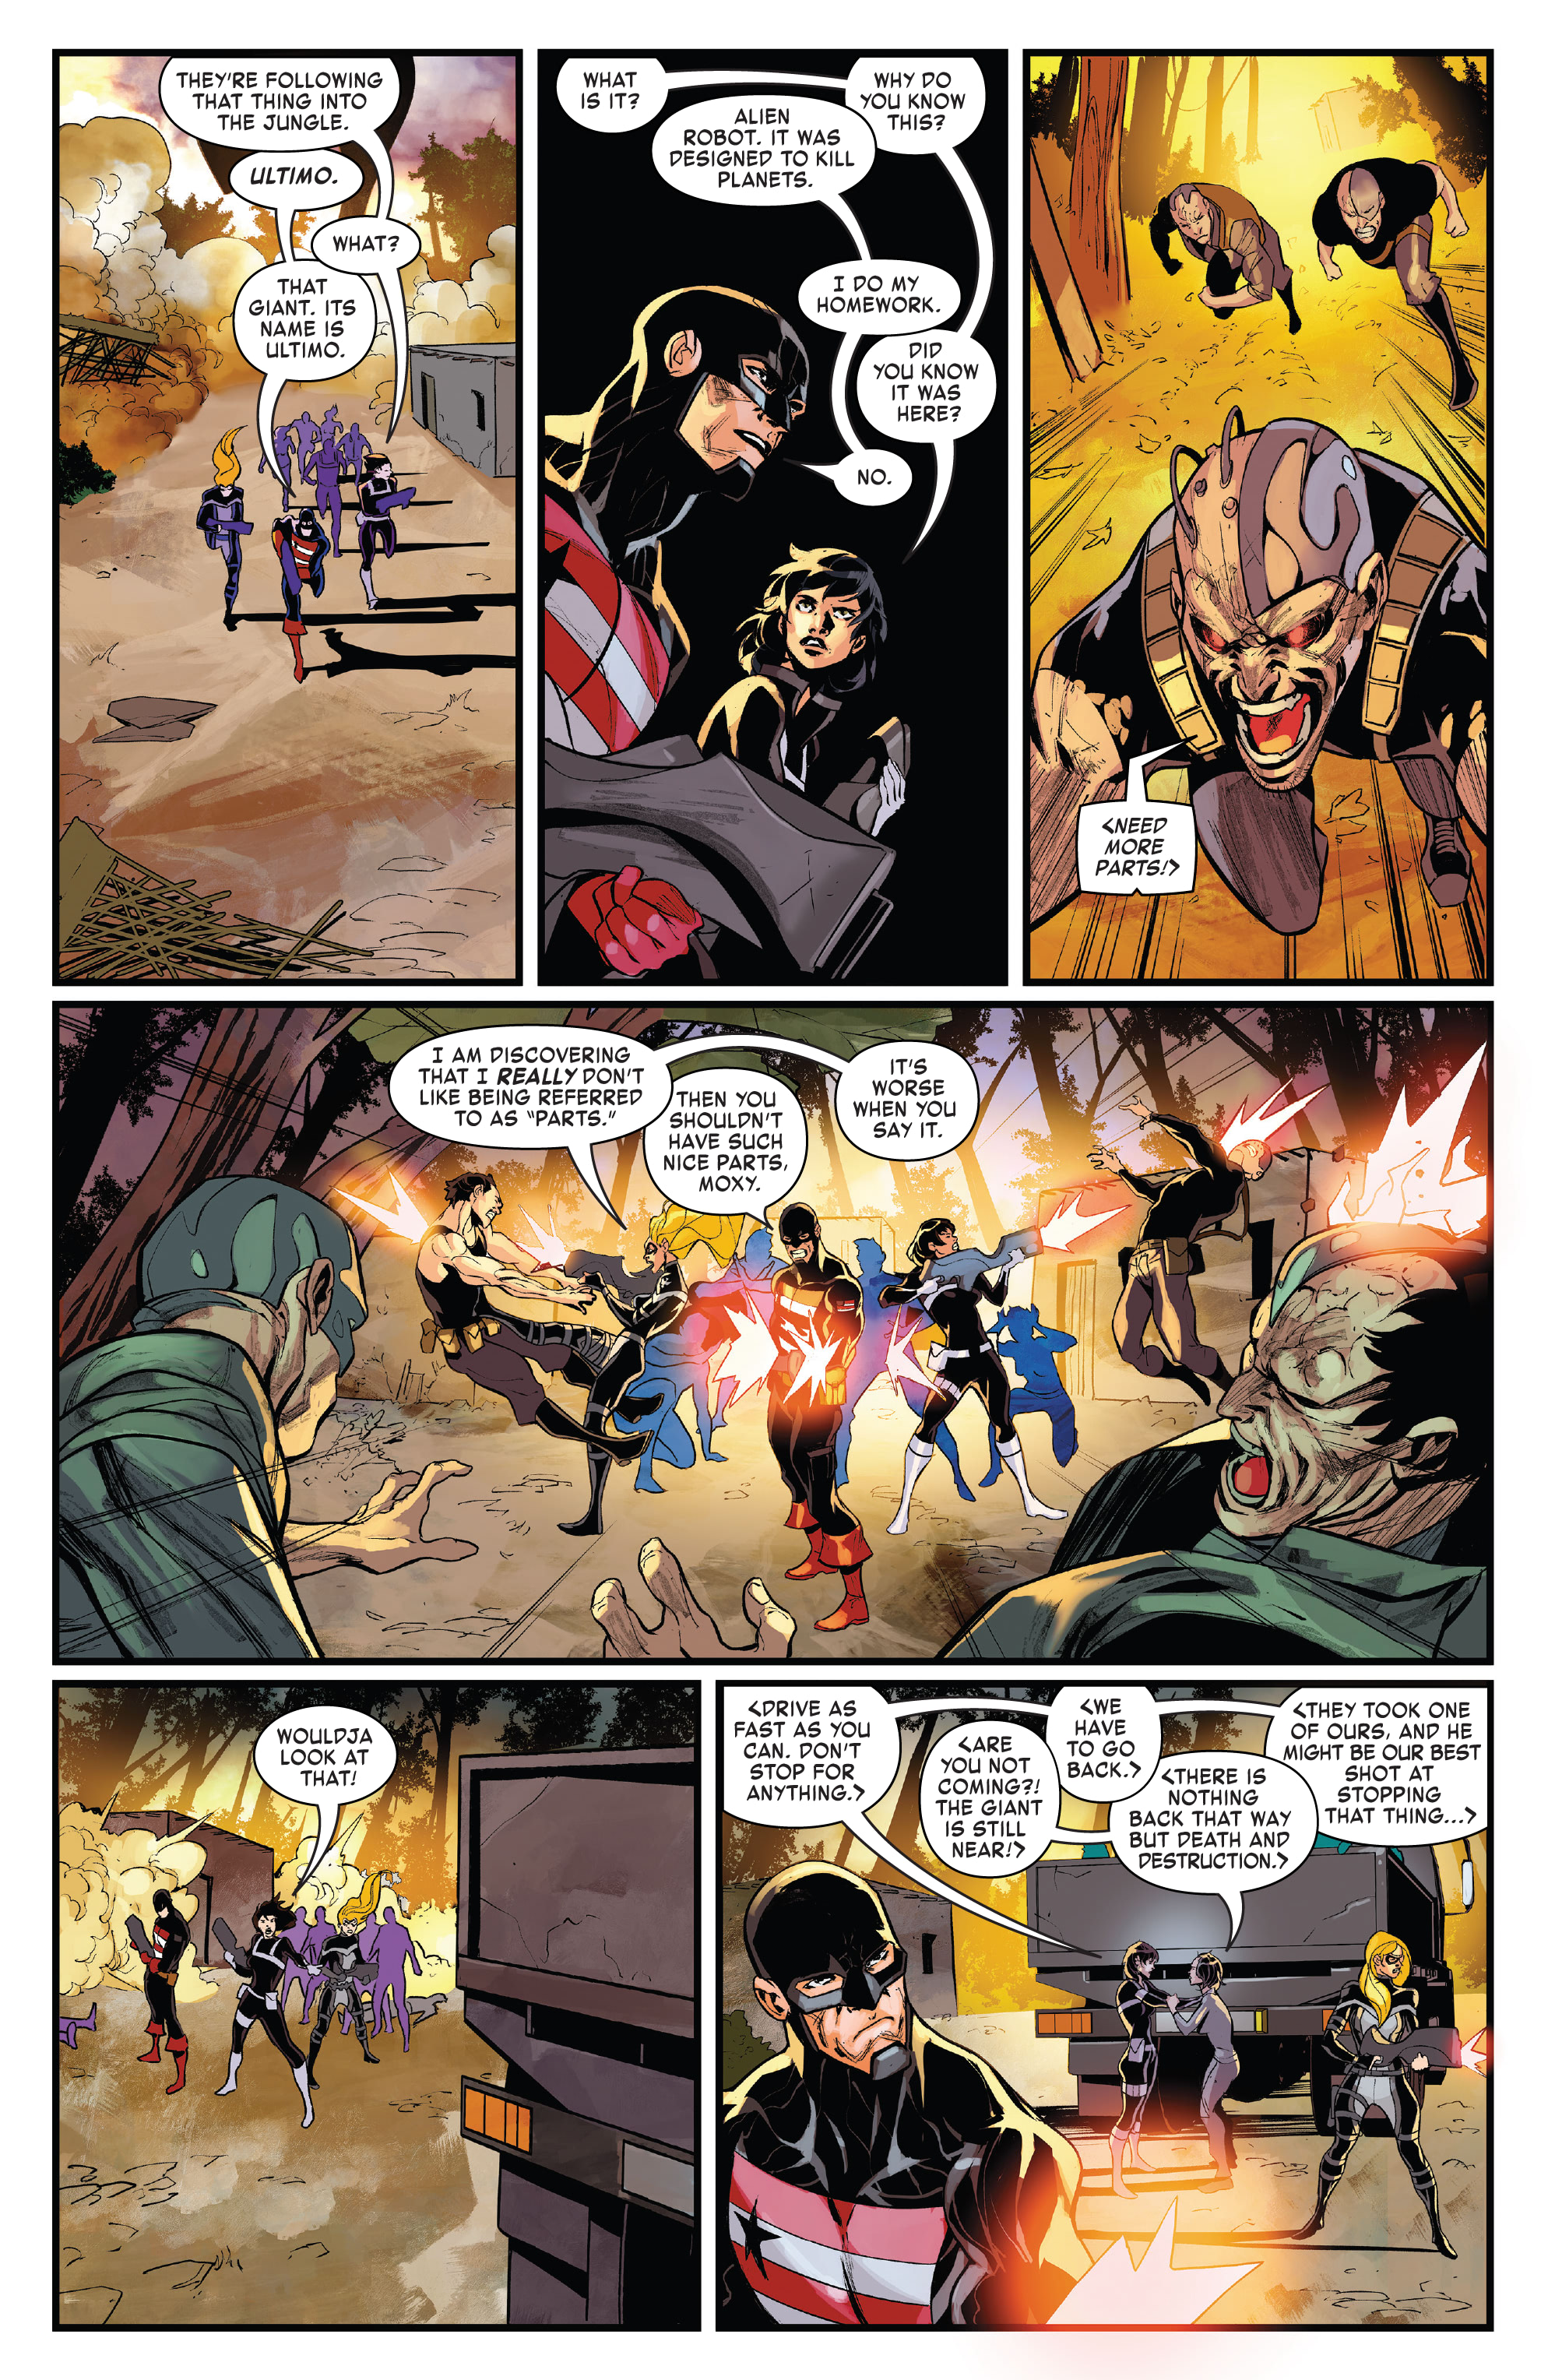 THEY'RE FOLLOWING
THAT THING INTO
THE JUNGLE.
ULTIMO.
WHAT?
THAT
GIANT. ITS
NAME IS
ULTIMO.
WHAT
IS IT?
ALIEN
ROBOT. IT WAS
DESIGNED TO KILL
PLANETS.
WHY DO
YOU KNOW
THIS?
I DO MY
HOMEWORK.
DID
YOU KNOW
IT WAS
HERE?
NO.
<NEED
MORE
PARTS!>
I AM DISCOVERING
THAT I REALLY DON'T
LIKE BEING REFERRED
TO AS "PARTS."
THEN YOU
SHOULDN'T
HAVE SUCH
NICE PARTS,
MOXY.
IT'S
WORSE
WHEN YOU
SAY IT.
WOULDJA
LOOK AT
THAT!
<DRIVE AS
FAST AS YOU
CAN. DON'T
STOP FOR
ANYTHING.>
<ARE
YOU NOT
COMING?!
THE GIANT
IS STILL
NEAR!>
<WE
HAVE
TO GO
BACK.>
<THERE IS
NOTHING
BACK THAT WAY
BUT DEATH AND
DESTRUCTION.>
<THEY TOOK ONE
OF OURS, AND HE
MIGHT BE OUR BEST
SHOT AT
STOPPING
THAT THING...>